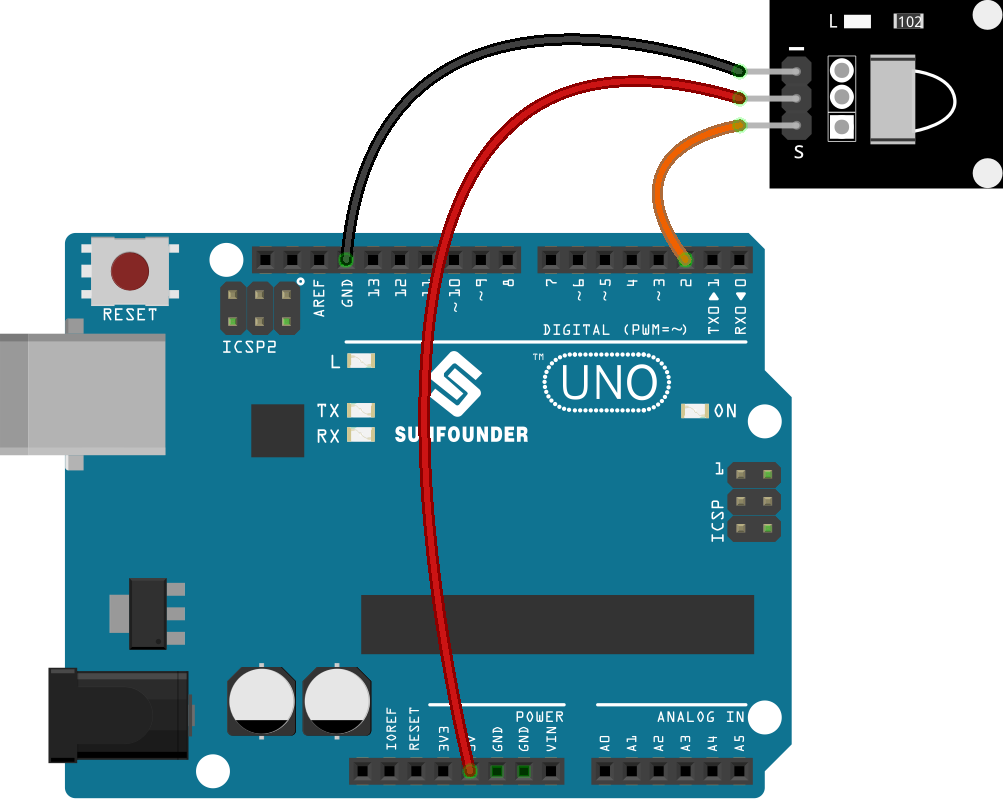 L 102
–
S
RESET
ICSP2
AREF
GND
13
12
11
~10
~9
8
7
~6
~5
4
~3
2
TX0▶1
RX0◀0
DIGITAL (PWM=~)
L
TX
RX
™
UNO
SUNFOUNDER
ON
1
ICSP
IOREF
RESET
3V3
5V
GND
GND
VIN
POWER
ANALOG IN
A0
A1
A2
A3
A4
A5